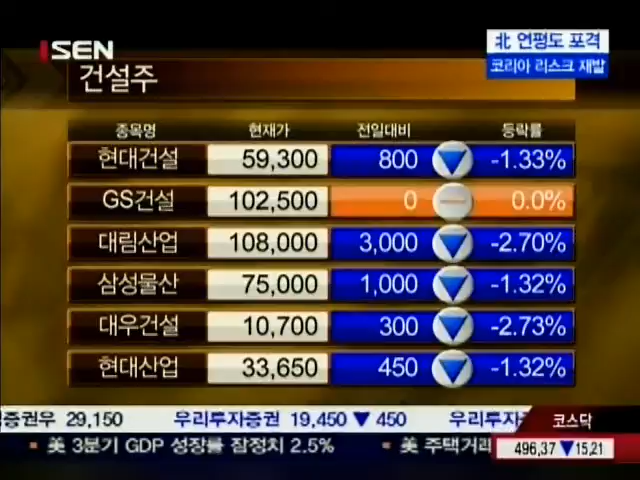 SEN
北 연평도 포격
코리아 리스크 재발
건설주
종목명 현재가 전일대비 등락률
현대건설 59,300 800 ▼ -1.33%
GS건설 102,500 0 — 0.0%
대림산업 108,000 3,000 ▼ -2.70%
삼성물산 75,000 1,000 ▼ -1.32%
대우건설 10,700 300 ▼ -2.73%
현대산업 33,650 450 ▼ -1.32%
증권우 29,150 우리투자증권 19,450 ▼ 450 우리투자 코스닥
美 3분기 GDP 성장률 잠정치 2.5% 美 주택거래 496,37 ▼15,21